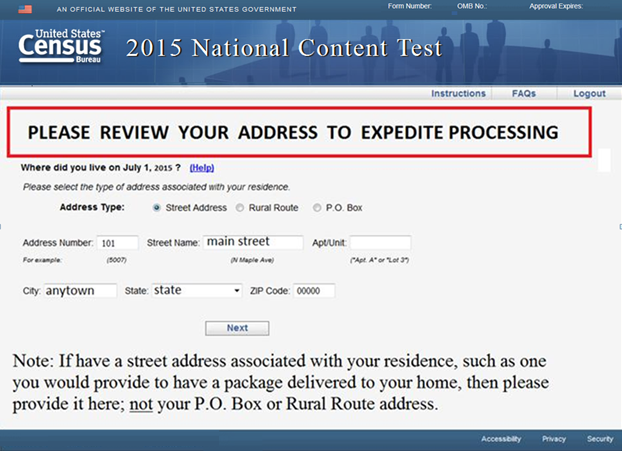 AN OFFICIAL WEBSITE OF THE UNITED STATES GOVERNMENT Form Number: OMB No.: Approval Expires:
United States™
Census
Bureau
2015 National Content Test
Instructions FAQs Logout
PLEASE REVIEW YOUR ADDRESS TO EXPEDITE PROCESSING
Where did you live on July 1, 2015 ? (Help)
Please select the type of address associated with your residence.
Address Type: Street Address Rural Route P.O. Box
Address Number: 101 Street Name: main street Apt/Unit:
For example: (5007) (N Maple Ave) ("Apt. A" or "Lot 3")
City: anytown State: state ZIP Code: 00000
Next
Note: If have a street address associated with your residence, such as one
you would provide to have a package delivered to your home, then please
provide it here; not your P.O. Box or Rural Route address.
Accessibility Privacy Security